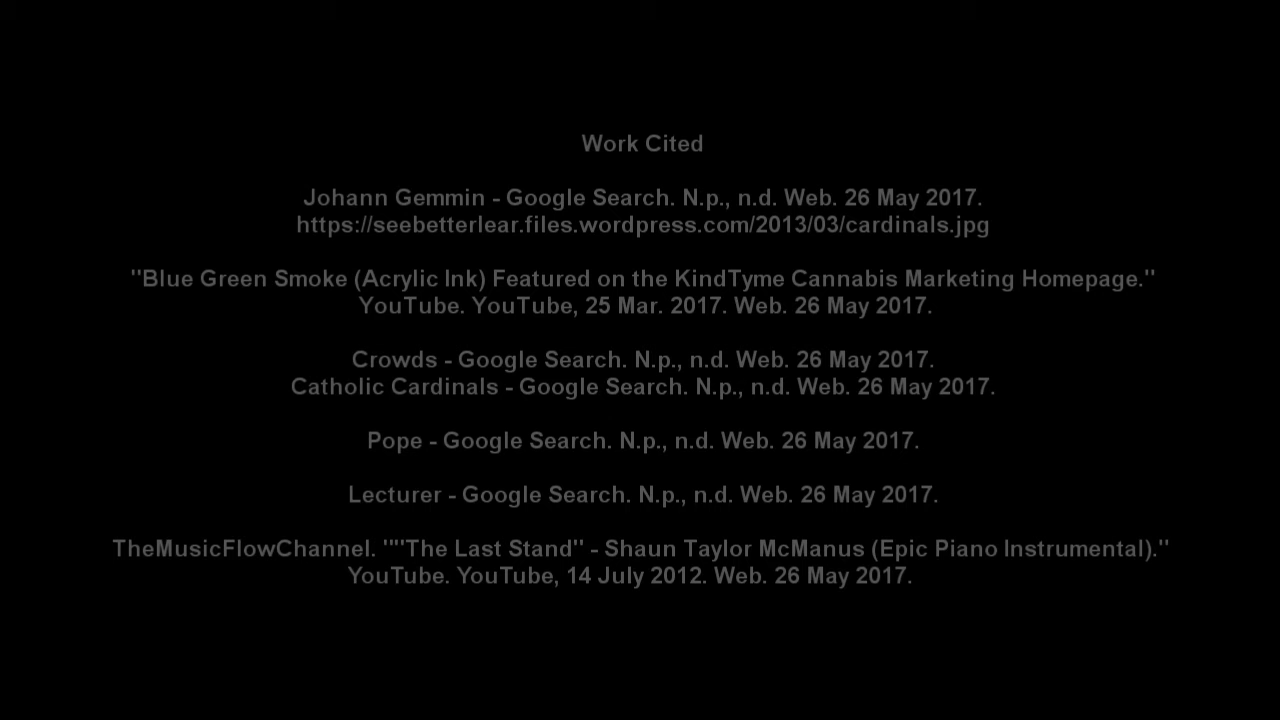 Work Cited
Johann Gemmin - Google Search. N.p., n.d. Web. 26 May 2017.
https://seebetterlear.files.wordpress.com/2013/03/cardinals.jpg
"Blue Green Smoke (Acrylic Ink) Featured on the KindTyme Cannabis Marketing Homepage."
YouTube. YouTube, 25 Mar. 2017. Web. 26 May 2017.
Crowds - Google Search. N.p., n.d. Web. 26 May 2017.
Catholic Cardinals - Google Search. N.p., n.d. Web. 26 May 2017.
Pope - Google Search. N.p., n.d. Web. 26 May 2017.
Lecturer - Google Search. N.p., n.d. Web. 26 May 2017.
TheMusicFlowChannel. ""The Last Stand" - Shaun Taylor McManus (Epic Piano Instrumental)."
YouTube. YouTube, 14 July 2012. Web. 26 May 2017.